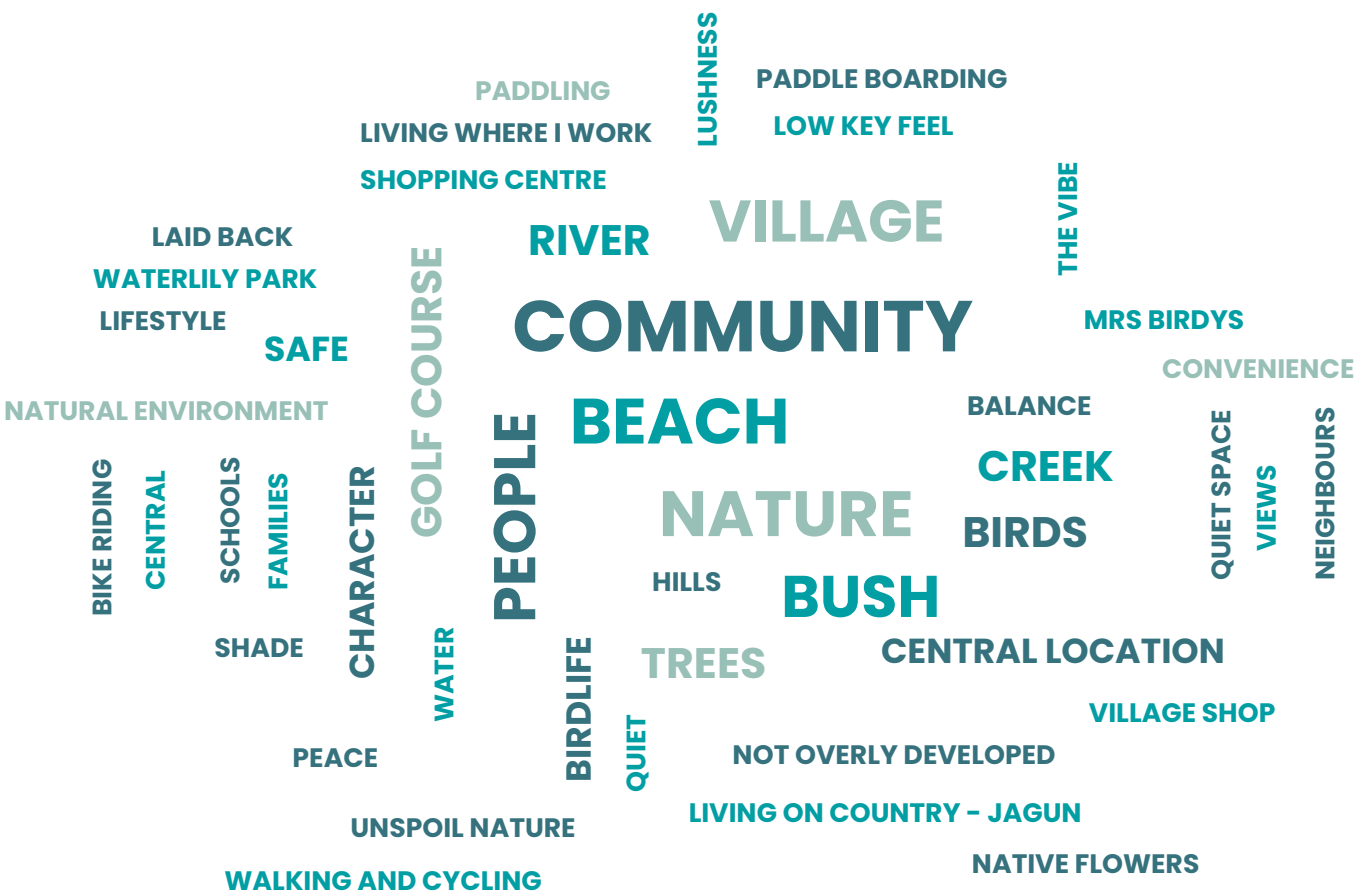 LUSHNESS
PADDLE BOARDING
PADDLING
LOW KEY FEEL
LIVING WHERE I WORK
SHOPPING CENTRE
THE VIBE
VILLAGE
RIVER
LAID BACK
WATERLILY PARK
LIFESTYLE
SAFE
GOLF COURSE
COMMUNITY
MRS BIRDYS
CONVENIENCE
NATURAL ENVIRONMENT
PEOPLE
BEACH
BALANCE
CREEK
QUIET SPACE
VIEWS
NEIGHBOURS
BIKE RIDING
CENTRAL
SCHOOLS
FAMILIES
CHARACTER
NATURE
BIRDS
HILLS
BUSH
SHADE
WATER
BIRDLIFE
TREES
CENTRAL LOCATION
VILLAGE SHOP
PEACE
QUIET
NOT OVERLY DEVELOPED
UNSPOIL NATURE
LIVING ON COUNTRY - JAGUN
NATIVE FLOWERS
WALKING AND CYCLING